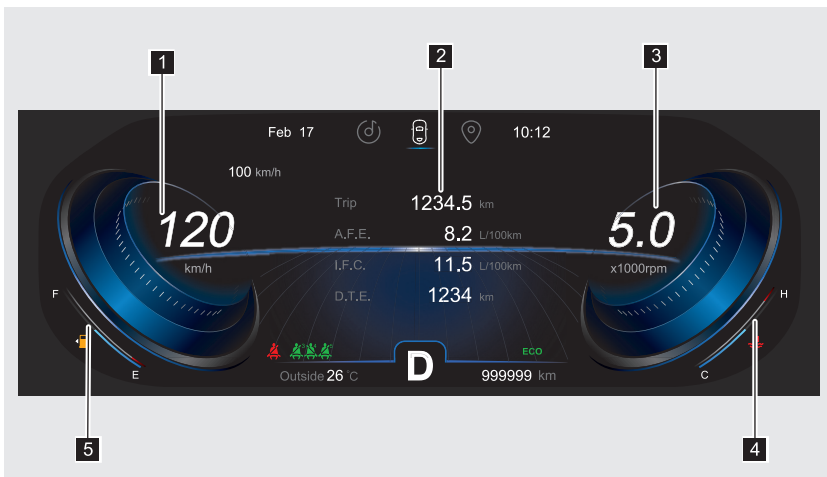 1
2
3
Feb 17
10:12
100 km/h
Trip 1234.5 km
120
5.0
A.F.E. 8.2 L/100km
km/h
I.F.C. 11.5 L/100km
x1000rpm
D.T.E. 1234 km
F
H
ECO
E
Outside 26 °C
D
999999 km
C
5
4